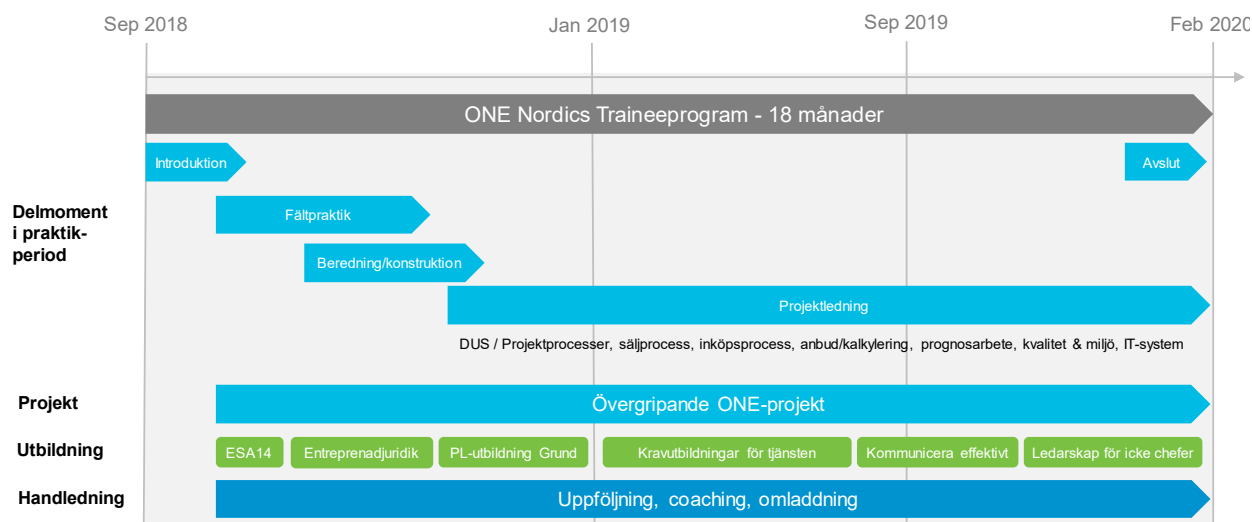 Sep 2018
Jan 2019
Sep 2019
Feb 2020
ONE Nordics Traineeprogram - 18 månader
Introduktion
Avslut
Delmoment
i praktik-
period
Fältpraktik
Beredning/konstruktion
Projektledning
DUS / Projektprocesser, säljprocess, inköpsprocess, anbud/kalkylering, prognosarbete, kvalitet & miljö, IT-system
Projekt
Övergripande ONE-projekt
Utbildning
ESA14
Entreprenadjuridik
PL-utbildning Grund
Kravutbildningar för tjänsten
Kommunicera effektivt
Ledarskap för icke chefer
Handledning
Uppföljning, coaching, omladdning